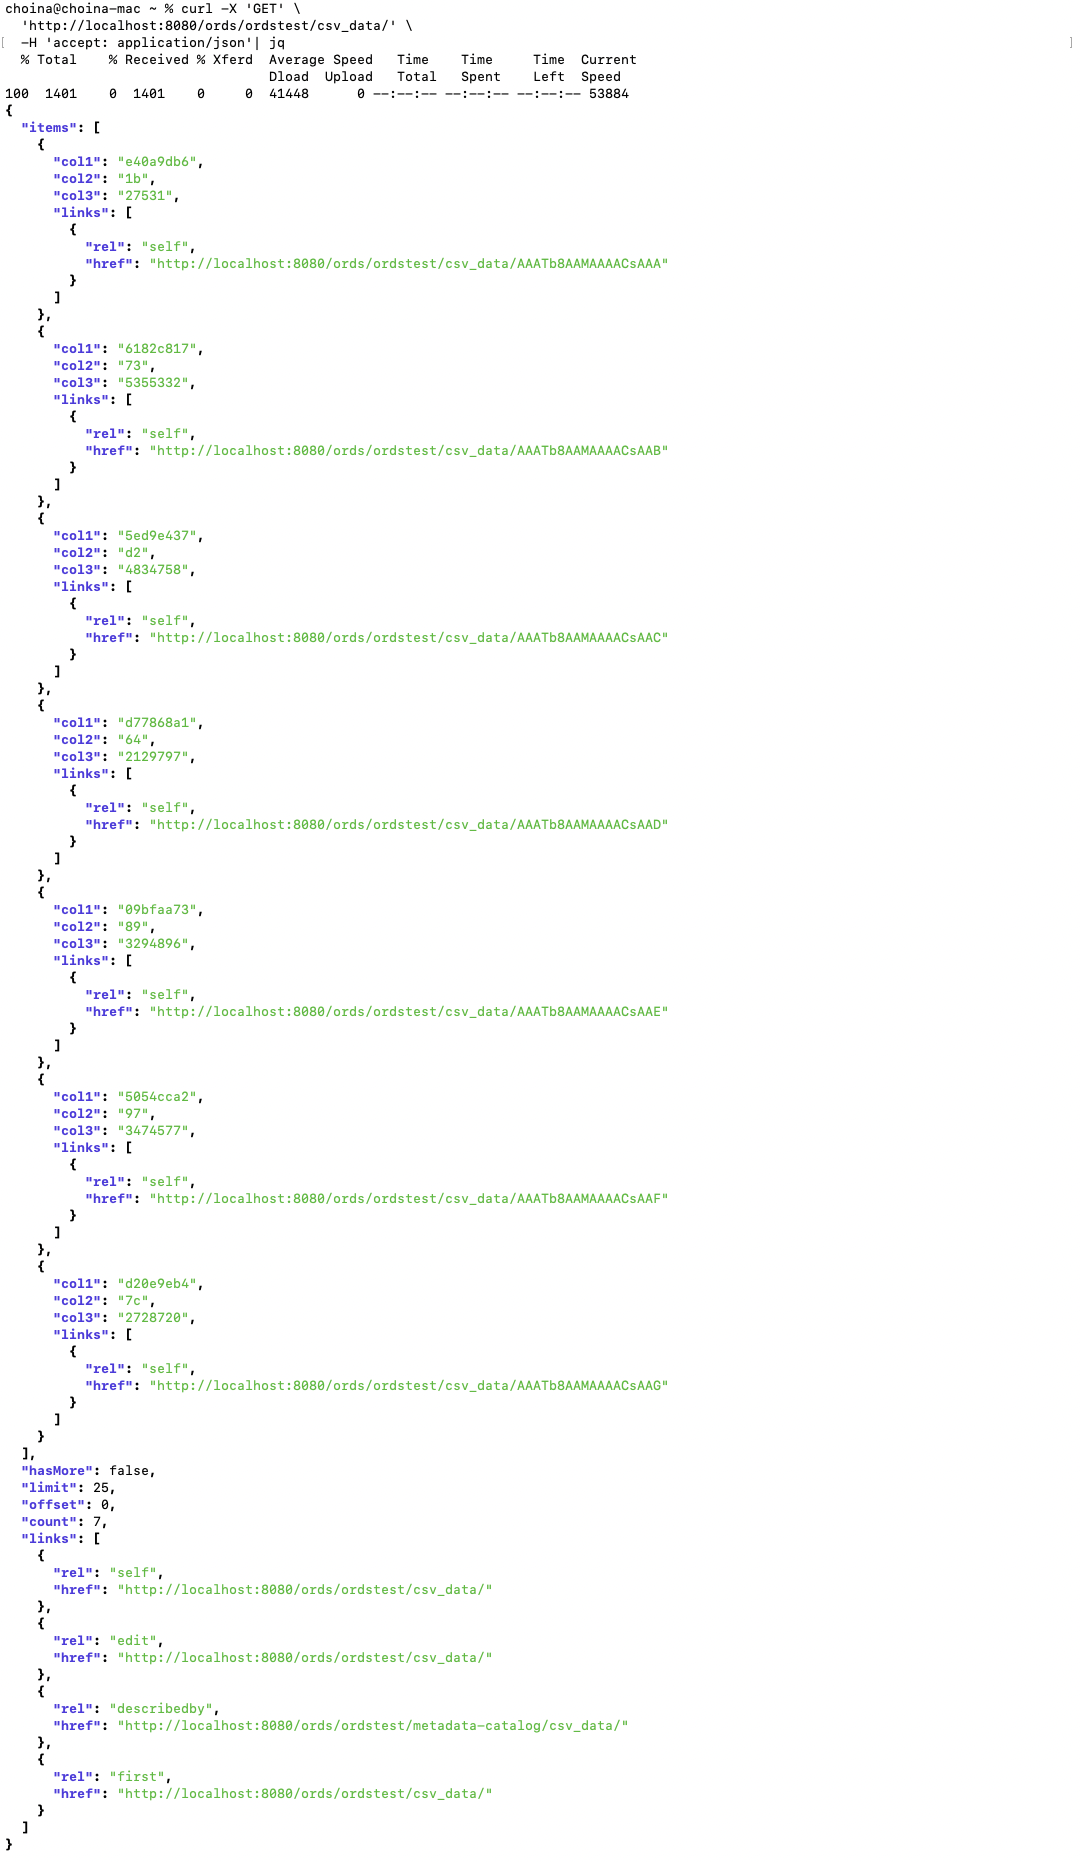 choina@choina-mac ~ % curl -X 'GET' \
  'http://localhost:8080/ords/ordstest/csv_data/' \
[  -H 'accept: application/json'| jq ]
  % Total    % Received % Xferd  Average Speed   Time    Time     Time  Current
                                 Dload  Upload   Total   Spent    Left  Speed
100  1401    0  1401    0     0  41448      0 --:--:-- --:--:-- --:--:-- 53884
{
  "items": [
    {
      "col1": "e40a9db6",
      "col2": "1b",
      "col3": "27531",
      "links": [
        {
          "rel": "self",
          "href": "http://localhost:8080/ords/ordstest/csv_data/AAATb8AAMAAAACsAAA"
        }
      ]
    },
    {
      "col1": "6182c817",
      "col2": "73",
      "col3": "5355332",
      "links": [
        {
          "rel": "self",
          "href": "http://localhost:8080/ords/ordstest/csv_data/AAATb8AAMAAAACsAAB"
        }
      ]
    },
    {
      "col1": "5ed9e437",
      "col2": "d2",
      "col3": "4834758",
      "links": [
        {
          "rel": "self",
          "href": "http://localhost:8080/ords/ordstest/csv_data/AAATb8AAMAAAACsAAC"
        }
      ]
    },
    {
      "col1": "d77868a1",
      "col2": "64",
      "col3": "2129797",
      "links": [
        {
          "rel": "self",
          "href": "http://localhost:8080/ords/ordstest/csv_data/AAATb8AAMAAAACsAAD"
        }
      ]
    },
    {
      "col1": "09bfaa73",
      "col2": "89",
      "col3": "3294896",
      "links": [
        {
          "rel": "self",
          "href": "http://localhost:8080/ords/ordstest/csv_data/AAATb8AAMAAAACsAAE"
        }
      ]
    },
    {
      "col1": "5054cca2",
      "col2": "97",
      "col3": "3474577",
      "links": [
        {
          "rel": "self",
          "href": "http://localhost:8080/ords/ordstest/csv_data/AAATb8AAMAAAACsAAF"
        }
      ]
    },
    {
      "col1": "d20e9eb4",
      "col2": "7c",
      "col3": "2728720",
      "links": [
        {
          "rel": "self",
          "href": "http://localhost:8080/ords/ordstest/csv_data/AAATb8AAMAAAACsAAG"
        }
      ]
    }
  ],
  "hasMore": false,
  "limit": 25,
  "offset": 0,
  "count": 7,
  "links": [
    {
      "rel": "self",
      "href": "http://localhost:8080/ords/ordstest/csv_data/"
    },
    {
      "rel": "edit",
      "href": "http://localhost:8080/ords/ordstest/csv_data/"
    },
    {
      "rel": "describedby",
      "href": "http://localhost:8080/ords/ordstest/metadata-catalog/csv_data/"
    },
    {
      "rel": "first",
      "href": "http://localhost:8080/ords/ordstest/csv_data/"
    }
  ]
}